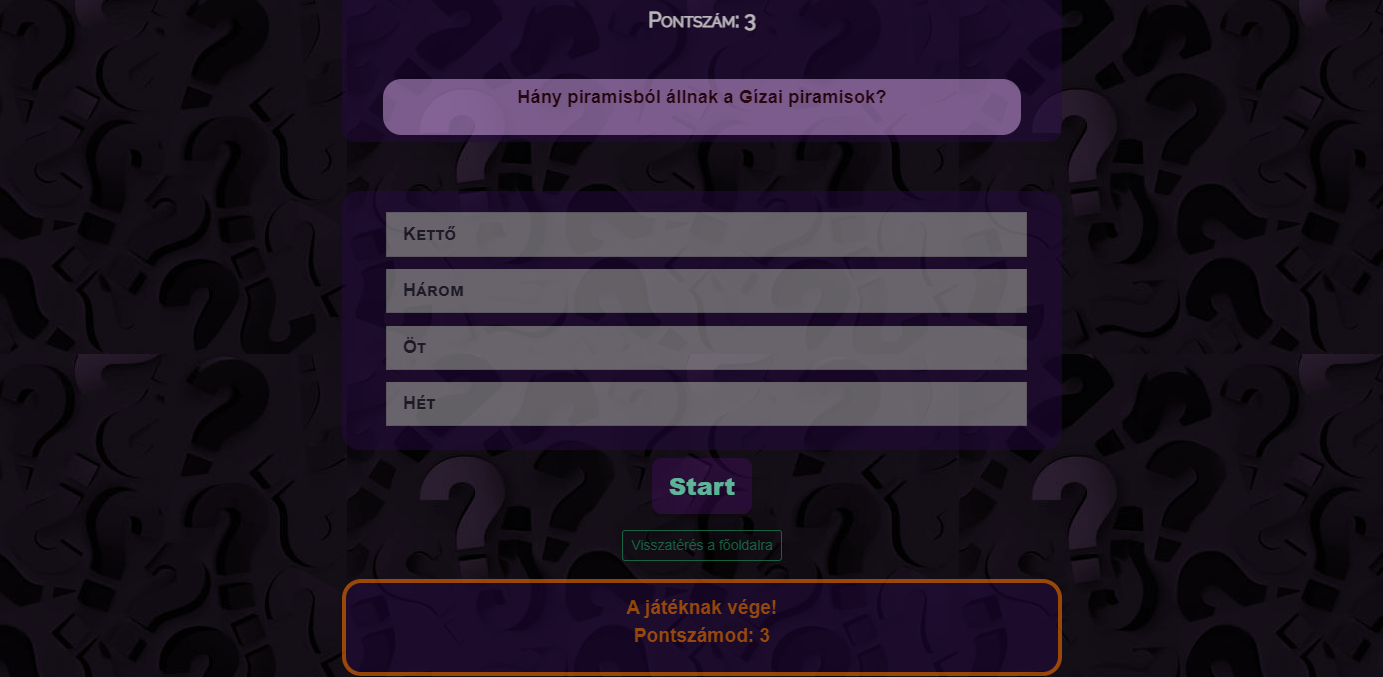 Pontszám: 3
Hány piramisból állnak a Gízai piramisok?
Kettő
Három
Öt
Hét
Start
Visszatérés a főoldalra
A játéknak vége!
Pontszámod: 3